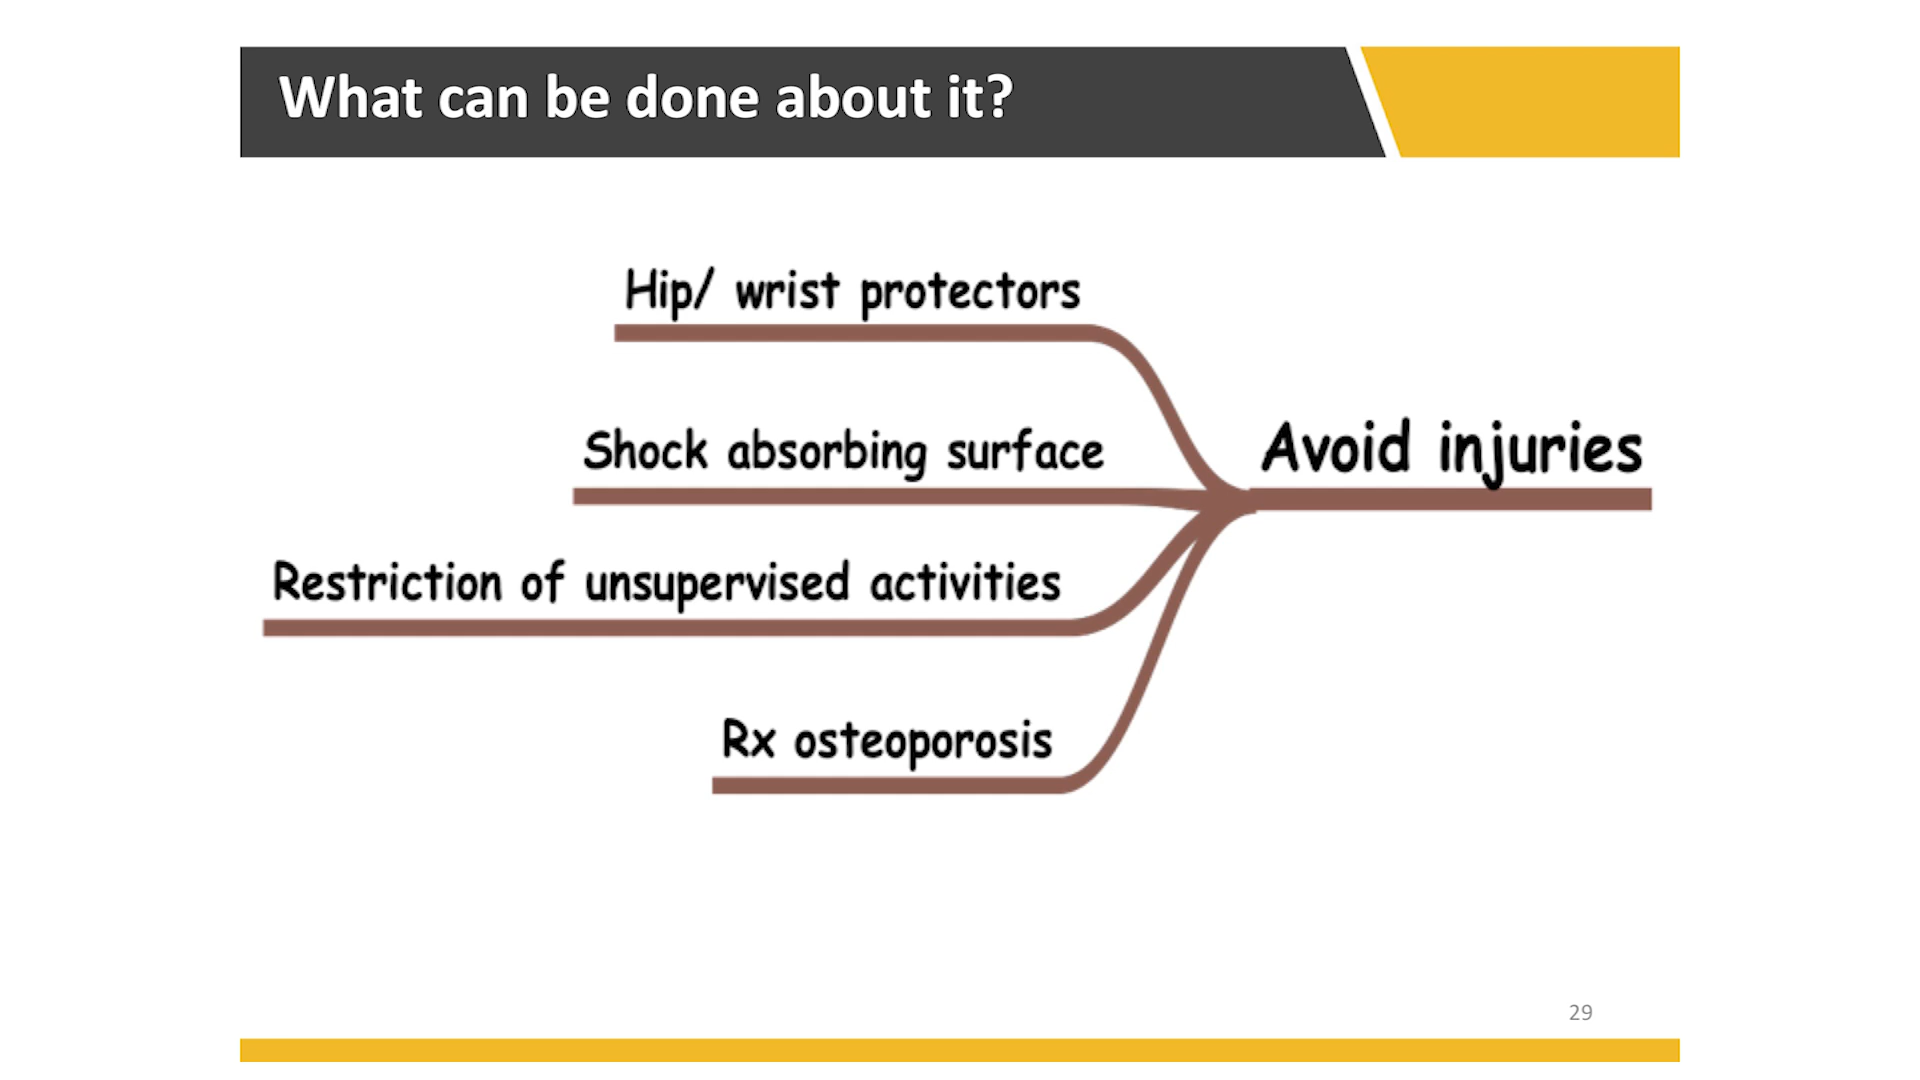 What can be done about it?
Hip/ wrist protectors
Shock absorbing surface
Avoid injuries
Restriction of unsupervised activities
Rx osteoporosis
29